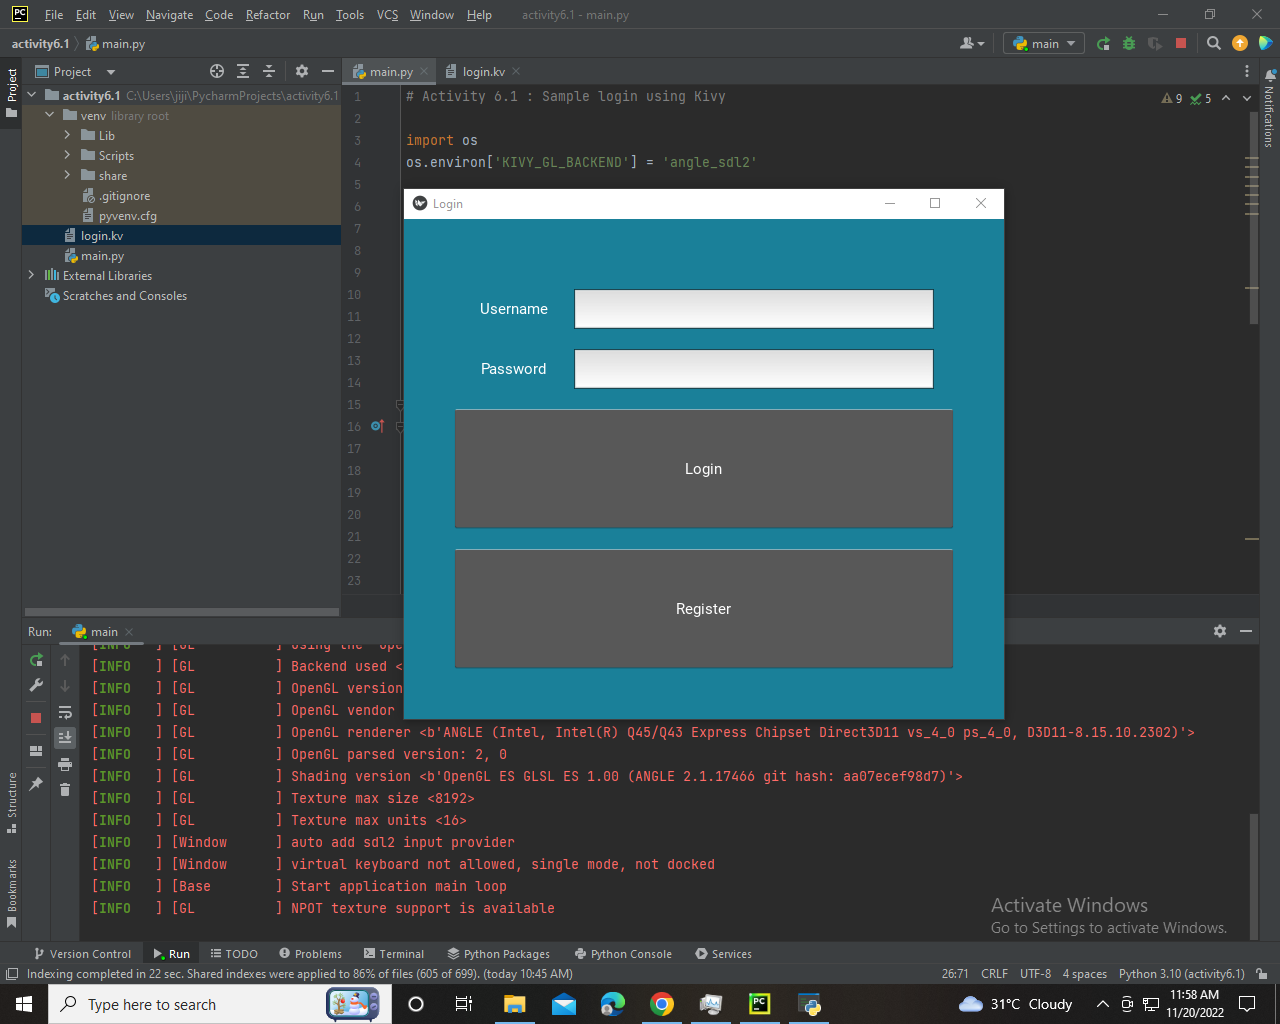 PC File Edit View Navigate Code Refactor Run Tools VCS Window Help activity6.1 - main.py
activity6.1 main.py main
Project main.py login.kv
Project
Notifications
activity6.1 C:\Users\jiji\PycharmProjects\activity6.1
venv library root
Lib
Scripts
share
.gitignore
pyvenv.cfg
login.kv
main.py
External Libraries
Scratches and Consoles
9 5
1 # Activity 6.1 : Sample login using Kivy
2
3 import os
4 os.environ['KIVY_GL_BACKEND'] = 'angle_sdl2'
5
6
7
8
9
10
11
12
13
14
15
16
17
18
19
20
21
22
23
Login
Username
Password
Login
Register
Run: main
[INFO ] [GL ] Using the
[INFO ] [GL ] Backend used <
[INFO ] [GL ] OpenGL version
[INFO ] [GL ] OpenGL vendor
[INFO ] [GL ] OpenGL renderer <b'ANGLE (Intel, Intel(R) Q45/Q43 Express Chipset Direct3D11 vs_4_0 ps_4_0, D3D11-8.15.10.2302)'>
[INFO ] [GL ] OpenGL parsed version: 2, 0
[INFO ] [GL ] Shading version <b'OpenGL ES GLSL ES 1.00 (ANGLE 2.1.17466 git hash: aa07ecef98d7)'>
[INFO ] [GL ] Texture max size <8192>
[INFO ] [GL ] Texture max units <16>
[INFO ] [Window ] auto add sdl2 input provider
[INFO ] [Window ] virtual keyboard not allowed, single mode, not docked
[INFO ] [Base ] Start application main loop
[INFO ] [GL ] NPOT texture support is available
Structure
Bookmarks
Activate Windows
Go to Settings to activate Windows.
Version Control Run TODO Problems Terminal Python Packages Python Console Services
Indexing completed in 22 sec. Shared indexes were applied to 86% of files (605 of 699). (today 10:45 AM) 26:71 CRLF UTF-8 4 spaces Python 3.10 (activity6.1)
Type here to search PC 31°C Cloudy 11:58 AM
11/20/2022